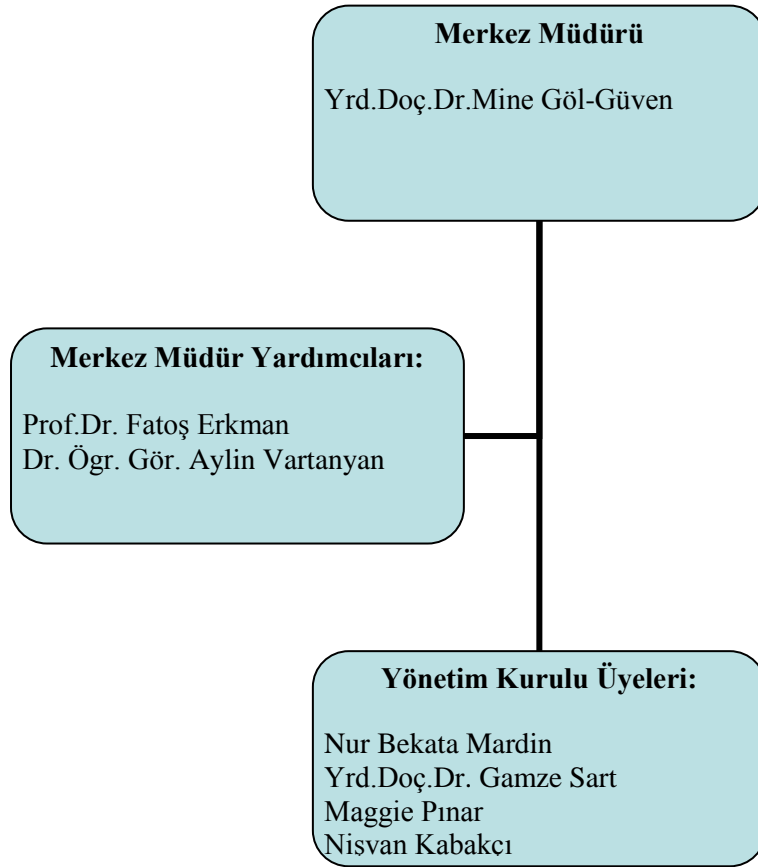 Merkez Müdürü
Yrd.Doç.Dr.Mine Göl-Güven
Merkez Müdür Yardımcıları:
Prof.Dr. Fatoş Erkman
Dr. Ögr. Gör. Aylin Vartanyan
Yönetim Kurulu Üyeleri:
Nur Bekata Mardin
Yrd.Doç.Dr. Gamze Sart
Maggie Pınar
Nişvan Kabakçı